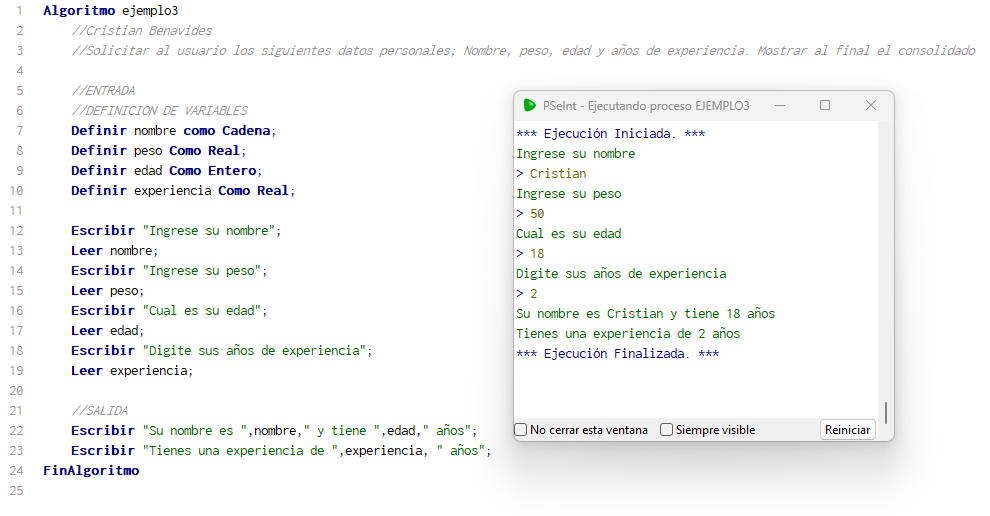 1 Algoritmo ejemplo3
2 //Cristian Benavides
3 //Solicitar al usuario los siguientes datos personales; Nombre, peso, edad y años de experiencia. Mostrar al final el consolidado
4
5 //ENTRADA
6 //DEFINICION DE VARIABLES
7 Definir nombre como Cadena;
8 Definir peso Como Real;
9 Definir edad Como Entero;
10 Definir experiencia Como Real;
11
12 Escribir "Ingrese su nombre";
13 Leer nombre;
14 Escribir "Ingrese su peso";
15 Leer peso;
16 Escribir "Cual es su edad";
17 Leer edad;
18 Escribir "Digite sus años de experiencia";
19 Leer experiencia;
20
21 //SALIDA
22 Escribir "Su nombre es ",nombre," y tiene ",edad," años";
23 Escribir "Tienes una experiencia de ",experiencia, " años";
24 FinAlgoritmo
25
PSeInt - Ejecutando proceso EJEMPLO3
*** Ejecución Iniciada. ***
Ingrese su nombre
> Cristian
Ingrese su peso
> 50
Cual es su edad
> 18
Digite sus años de experiencia
> 2
Su nombre es Cristian y tiene 18 años
Tienes una experiencia de 2 años
*** Ejecución Finalizada. ***
No cerrar esta ventana Siempre visible Reiniciar